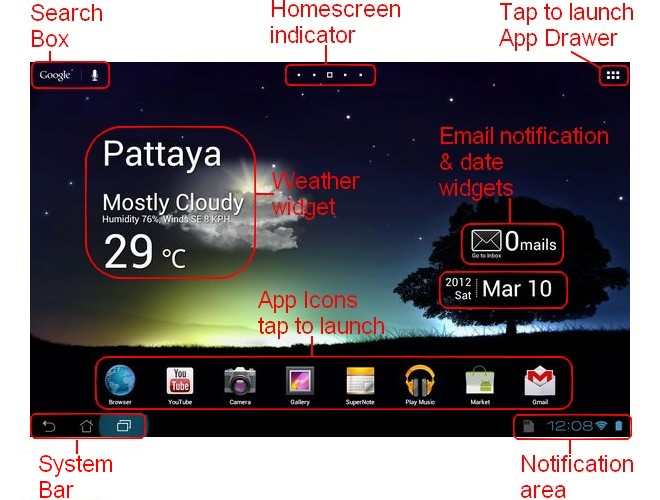 Search
Box
Homescreen
indicator
Tap to launch
App Drawer
Google
Pattaya
Mostly Cloudy
Humidity 76%, Winds SE 8 KPH
29 °C
Weather
widget
Email notification
& date
widgets
0mails
Go to Inbox
2012
Sat
Mar 10
App Icons
tap to launch
Browser
YouTube
Camera
Gallery
SuperNote
Play Music
Market
Gmail
You
Tube
12:08
System
Bar
Notification
area